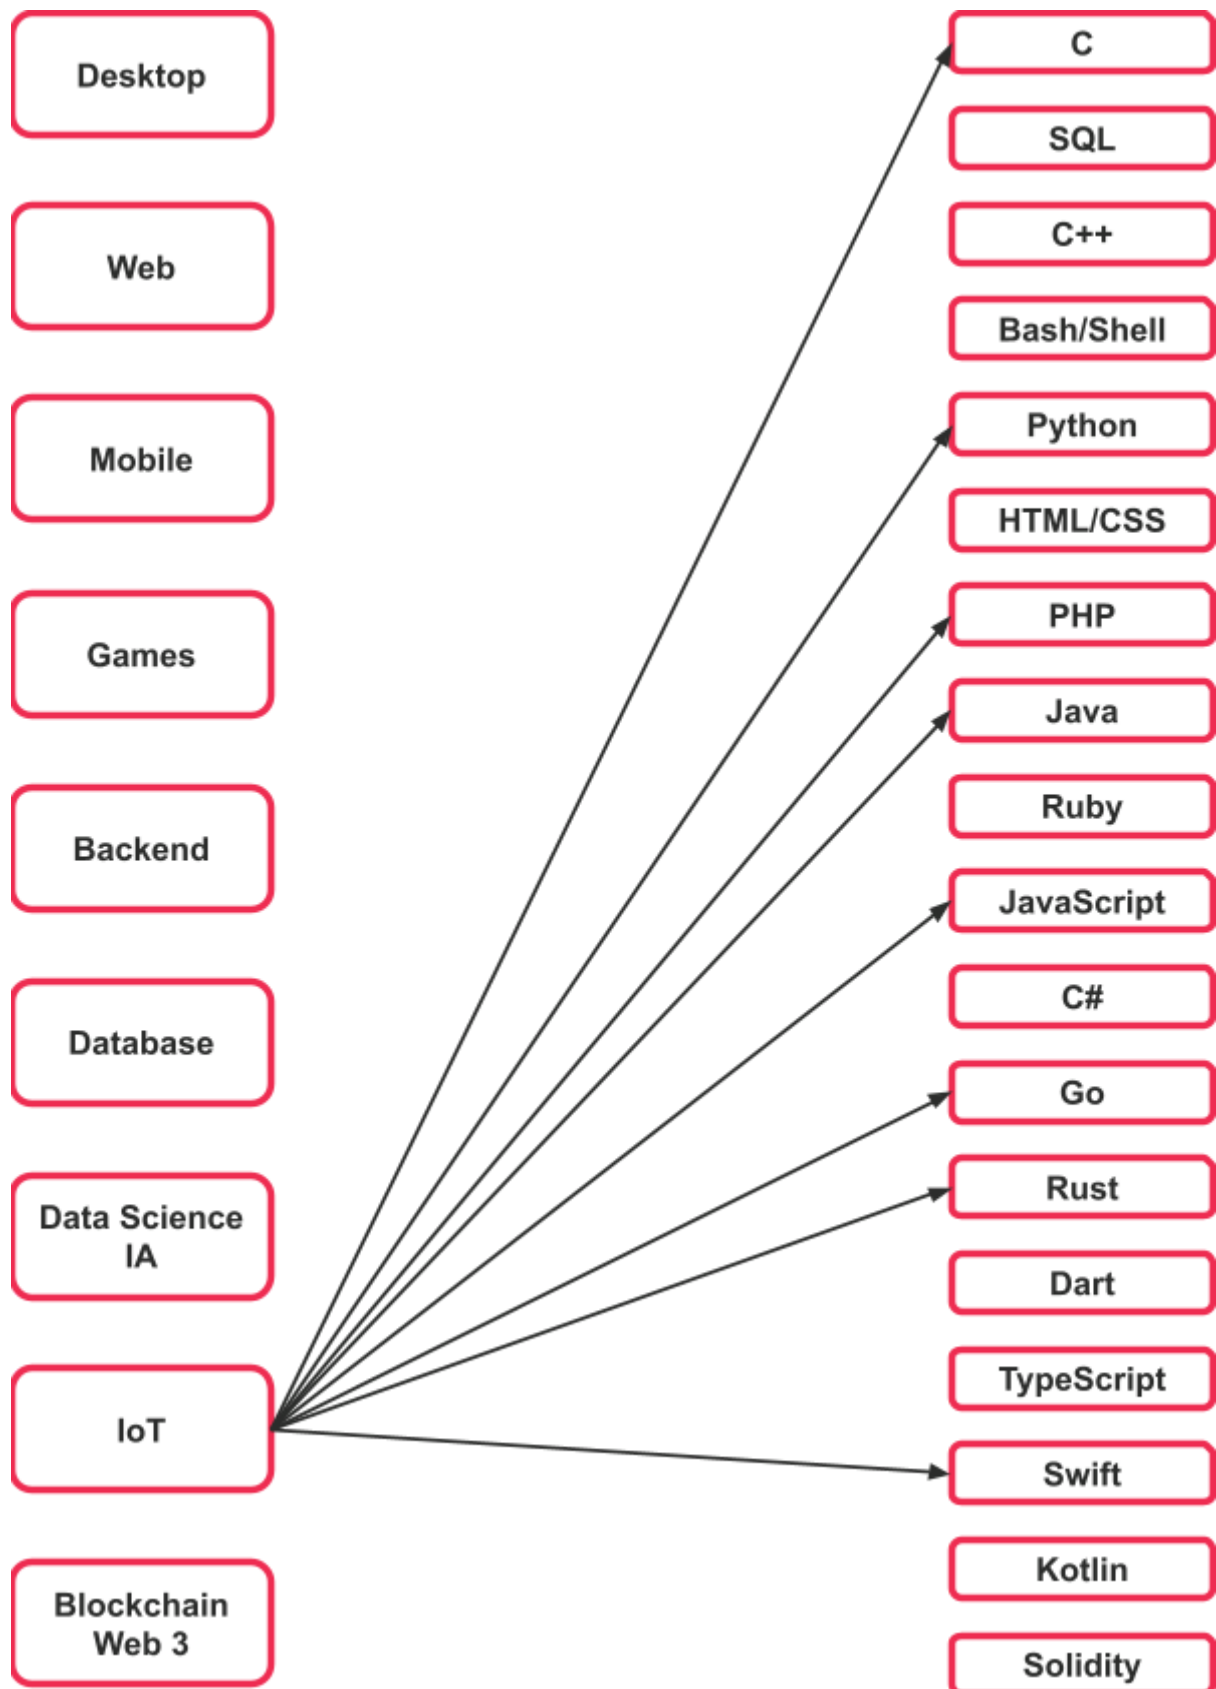 Desktop
Web
Mobile
Games
Backend
Database
Data Science
IA
IoT
Blockchain
Web 3
C
SQL
C++
Bash/Shell
Python
HTML/CSS
PHP
Java
Ruby
JavaScript
C#
Go
Rust
Dart
TypeScript
Swift
Kotlin
Solidity